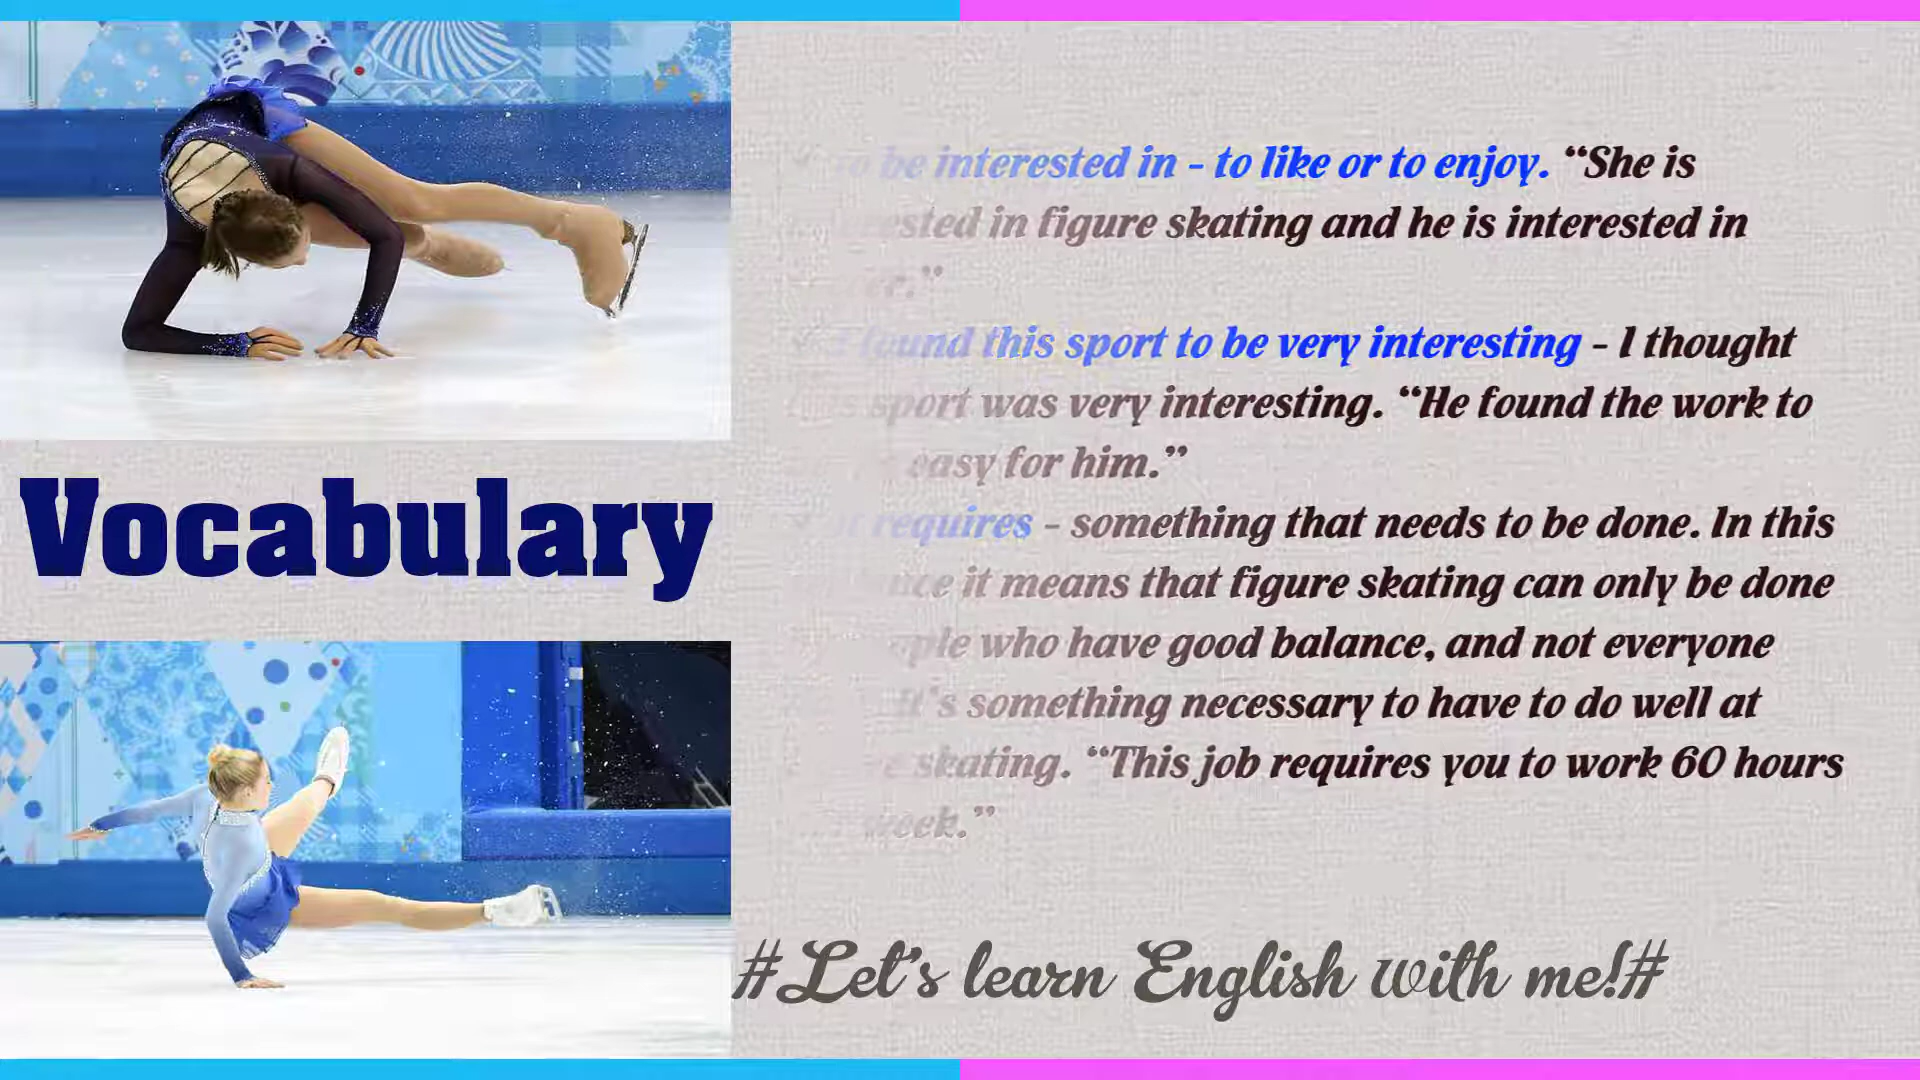 be interested in - to like or to enjoy. “She is
in figure skating and he is interested in
Vocabulary
found this sport to be very interesting - I thought
sport was very interesting. “He found the work to
easy for him.”
requires - something that needs to be done. In this
it means that figure skating can only be done
who have good balance, and not everyone
It's something necessary to have to do well at
skating. “This job requires you to work 60 hours
week.”
#Let's learn English with me!#